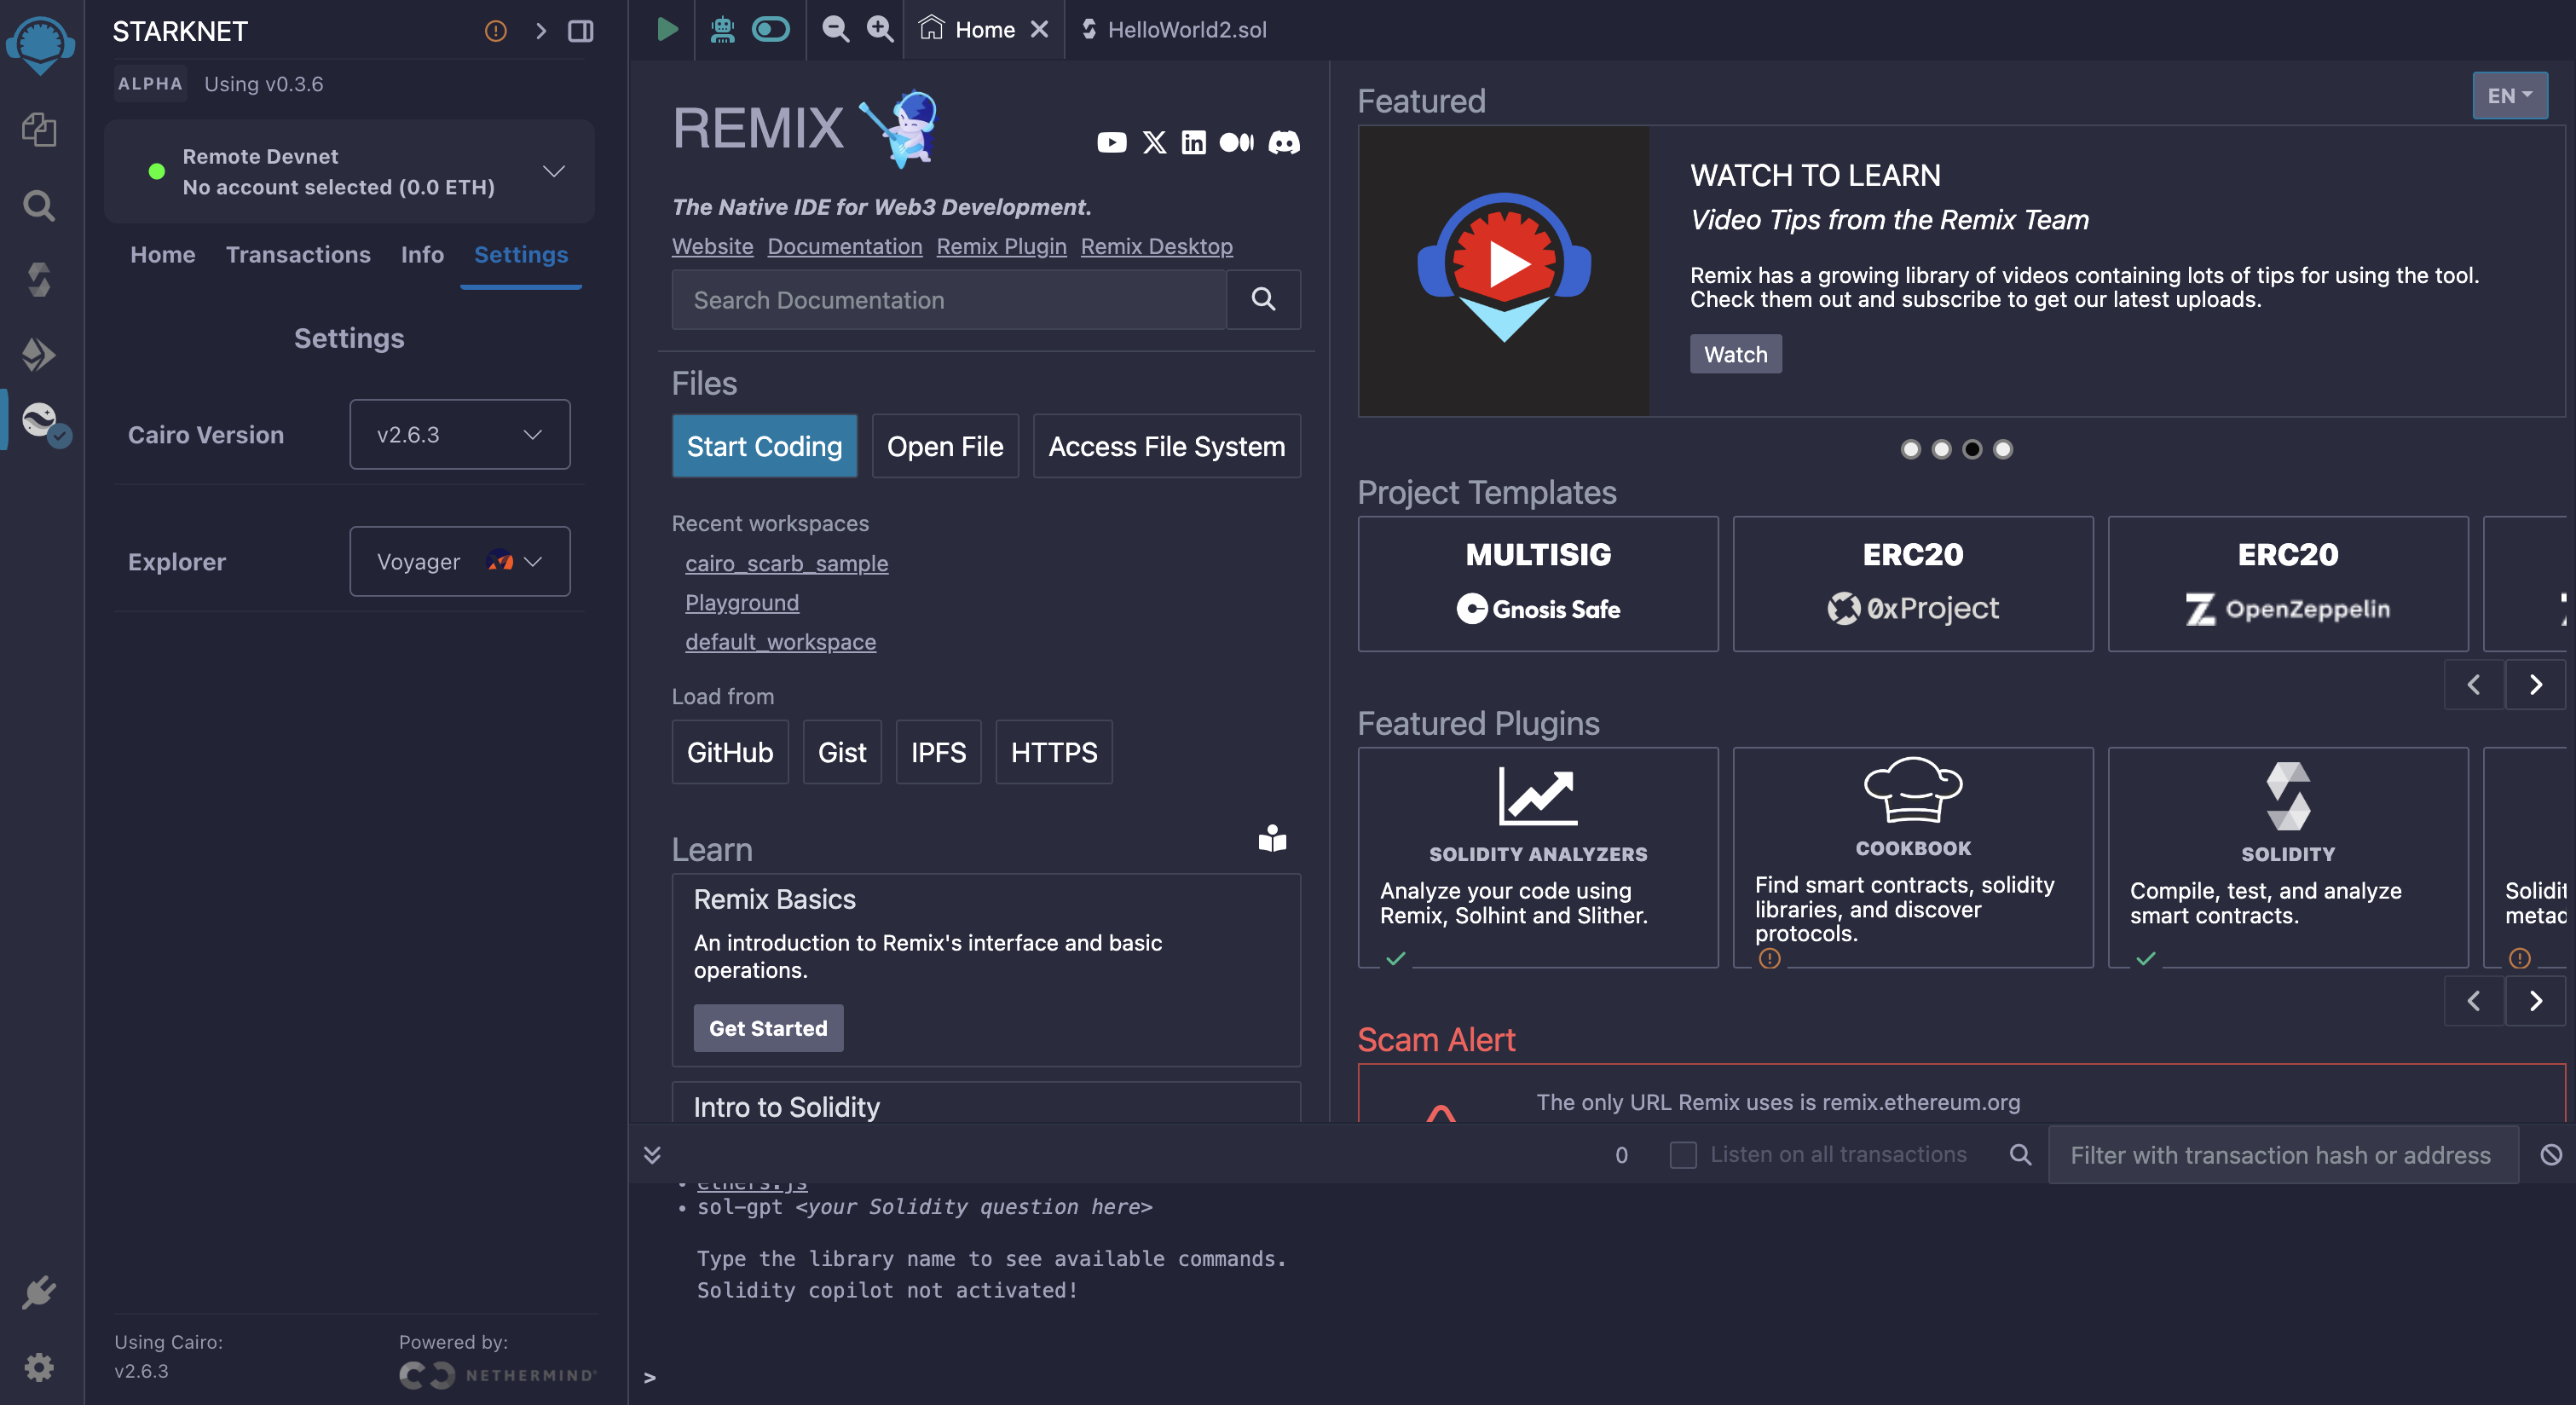 STARKNET
ALPHA Using v0.3.6
Remote Devnet
No account selected (0.0 ETH)
Home Transactions Info Settings
Settings
Cairo Version v2.6.3
Explorer Voyager
Using Cairo:
v2.6.3
Powered by:
NETHERMIND
Home
HelloWorld2.sol
REMIX
The Native IDE for Web3 Development.
Website Documentation Remix Plugin Remix Desktop
Search Documentation
Files
Start Coding Open File Access File System
Recent workspaces
cairo_scarb_sample
Playground
default_workspace
Load from
GitHub Gist IPFS HTTPS
Learn
Remix Basics
An introduction to Remix's interface and basic
operations.
Get Started
Intro to Solidity
Featured
EN
WATCH TO LEARN
Video Tips from the Remix Team
Remix has a growing library of videos containing lots of tips for using the tool.
Check them out and subscribe to get our latest uploads.
Watch
Project Templates
MULTISIG
Gnosis Safe
ERC20
0xProject
ERC20
OpenZeppelin
Featured Plugins
SOLIDITY ANALYZERS
Analyze your code using
Remix, Solhint and Slither.
COOKBOOK
Find smart contracts, solidity
libraries, and discover
protocols.
SOLIDITY
Compile, test, and analyze
smart contracts.
Scam Alert
The only URL Remix uses is remix.ethereum.org
0 Listen on all transactions Filter with transaction hash or address
• ethers.js
• sol-gpt <your Solidity question here>
Type the library name to see available commands.
Solidity copilot not activated!
>